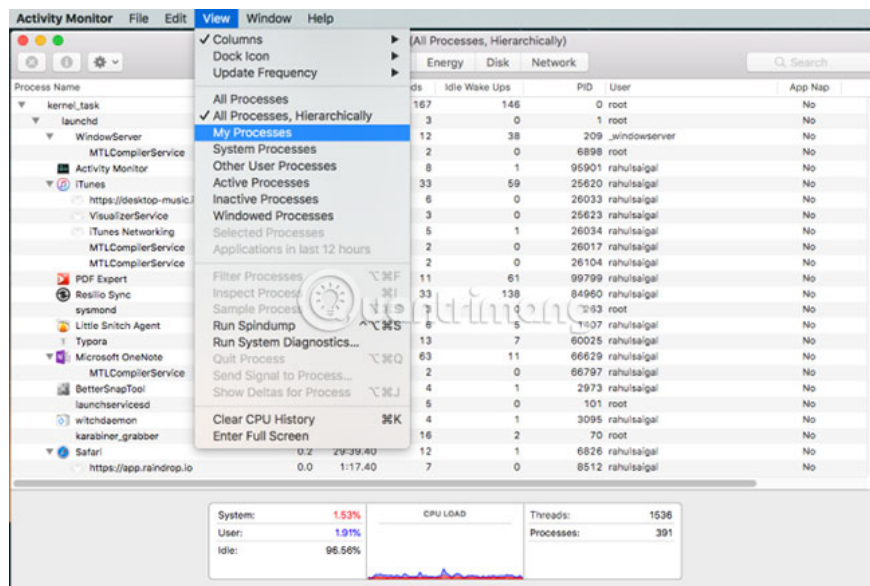 Activity Monitor File Edit View Window Help
(All Processes, Hierarchically)
Energy Disk Network Search
Process Name ds Idle Wake Ups PID User App Nap
✓ Columns
Dock Icon
Update Frequency
All Processes
✓ All Processes, Hierarchically
My Processes
System Processes
Other User Processes
Active Processes
Inactive Processes
Windowed Processes
Selected Processes
Applications in last 12 hours
Filter Processes ⌥⌘F
Inspect Process ⌘I
Sample Process ⌥⌘S
Run Spindump ^⌥⌘S
Run System Diagnostics...
Quit Process ⌥⌘Q
Send Signal to Process...
Show Deltas for Process ⌥⌘J
Clear CPU History ⌘K
Enter Full Screen
kernel_task 167 146 0 root No
launchd 3 0 1 root No
WindowServer 12 38 209 _windowserver No
MTLCompilerService 2 0 6898 root No
Activity Monitor 8 1 95901 rahulsaigal No
iTunes 33 59 25620 rahulsaigal No
https://desktop-music.i 6 0 26033 rahulsaigal No
VisualizerService 3 0 25623 rahulsaigal No
iTunes Networking 5 1 26034 rahulsaigal No
MTLCompilerService 2 0 26017 rahulsaigal No
MTLCompilerService 2 0 26104 rahulsaigal No
PDF Expert 11 61 99799 rahulsaigal No
Resilio Sync 33 138 84960 rahulsaigal No
sysmond 3 0 root No
Little Snitch Agent 6 5 1407 rahulsaigal No
Typora 13 7 60025 rahulsaigal No
Microsoft OneNote 63 11 66629 rahulsaigal No
MTLCompilerService 2 0 66797 rahulsaigal No
BetterSnapTool 4 1 2973 rahulsaigal No
launchservicesd 5 0 101 root No
witchdaemon 4 1 3095 rahulsaigal No
karabiner_grabber 16 2 70 root No
Safari 0.2 29:39.40 12 1 6826 rahulsaigal No
https://app.raindrop.io 0.0 1:17.40 7 0 8512 rahulsaigal No
Quantrimang
System: 1.53% CPU LOAD Threads: 1536
User: 1.91% Processes: 391
Idle: 96.56%